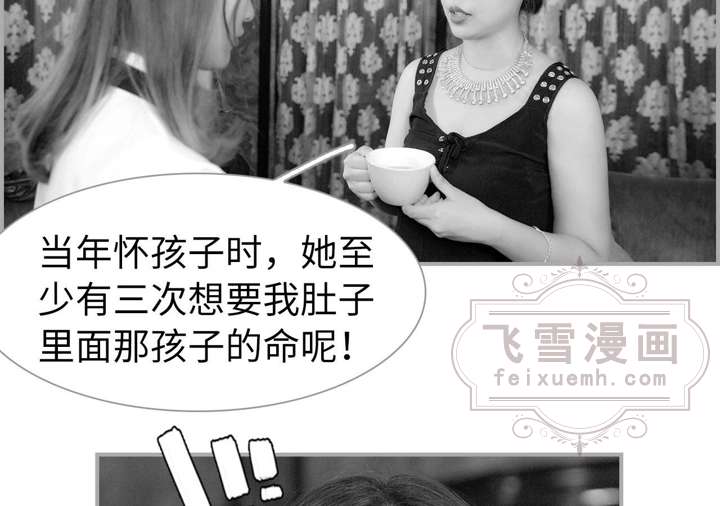 当年怀孩子时，她至
少有三次想要我肚子
里面那孩子的命呢！
飞雪漫画
feixuemh.com